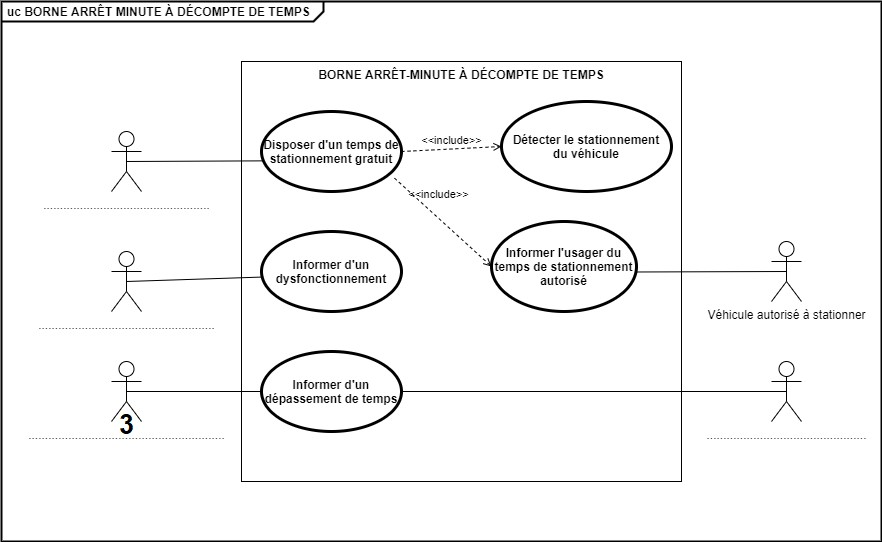 uc BORNE ARRÊT MINUTE À DÉCOMPTE DE TEMPS
BORNE ARRÊT-MINUTE À DÉCOMPTE DE TEMPS
Disposer d'un temps de
stationnement gratuit
<<include>>
Détecter le stationnement
du véhicule
<<include>>
Informer d'un
dysfonctionnement
Informer l'usager du
temps de stationnement
autorisé
Véhicule autorisé à stationner
Informer d'un
dépassement de temps
3